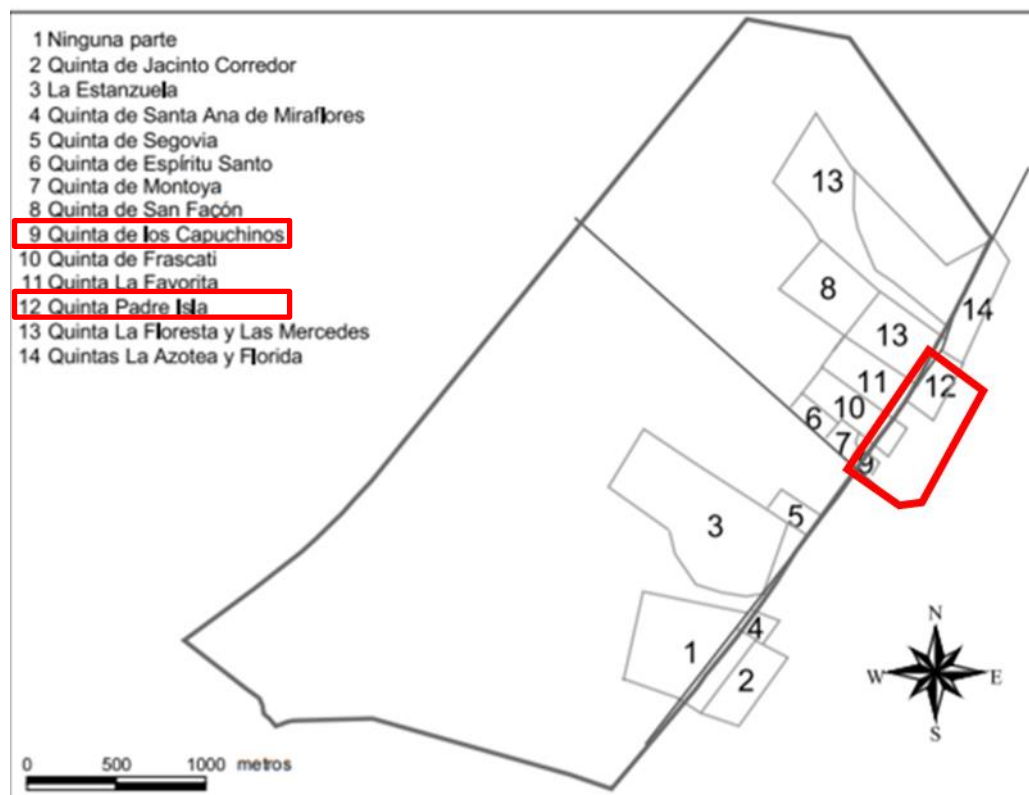 1 Ninguna parte
2 Quinta de Jacinto Corredor
3 La Estanzuela
4 Quinta de Santa Ana de Miraflores
5 Quinta de Segovia
6 Quinta de Espíritu Santo
7 Quinta de Montoya
8 Quinta de San Façón
9 Quinta de los Capuchinos
10 Quinta de Frascati
11 Quinta La Favorita
12 Quinta Padre Isla
13 Quinta La Floresta y Las Mercedes
14 Quintas La Azotea y Florida
13
14
8
13
11
12
10
6
7
9
5
3
4
1
2
N
W E
S
0 500 1000 metros